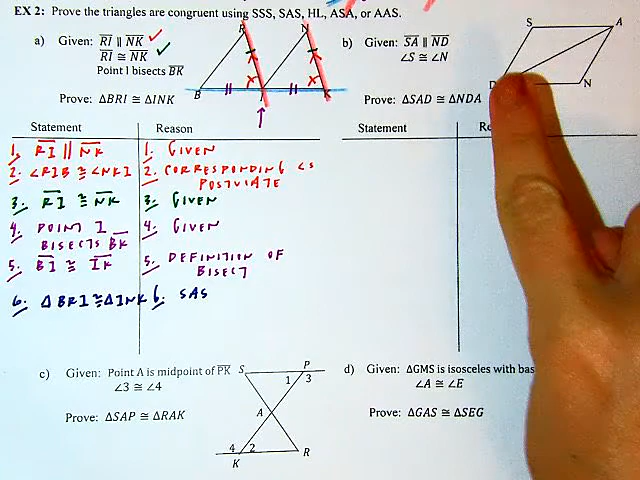 EX 2: Prove the triangles are congruent using SSS, SAS, HL, ASA, or AAS.
a) Given: RI ∥ NK
RI ≅ NK
Point I bisects BK
Prove: ΔBRI ≅ ΔINK
R N
B I K
b) Given: SA ∥ ND
∠S ≅ ∠N
Prove: ΔSAD ≅ ΔNDA
S A
D N
Statement Reason
1. RI ∥ NK 1. GIVEN
2. ∠RIB ≅ ∠NKI 2. CORRESPONDING ∠S
POSTULATE
3. RI ≅ NK 3. GIVEN
4. POINT I 4. GIVEN
BISECTS BK
5. BI ≅ IK 5. DEFINITION OF
BISECT
6. ΔBRI ≅ ΔINK 6. SAS
Statement
c) Given: Point A is midpoint of PK
∠3 ≅ ∠4
Prove: ΔSAP ≅ ΔRAK
S P
1 3
A
4 2
K R
d) Given: ΔGMS is isosceles with
∠A ≅ ∠E
Prove: ΔGAS ≅ ΔSEG